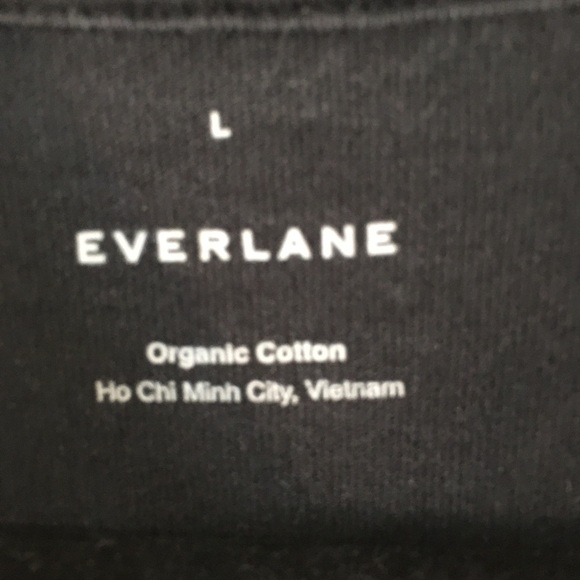 L
EVERLANE
Organic Cotton
Ho Chi Minh City, Vietnam